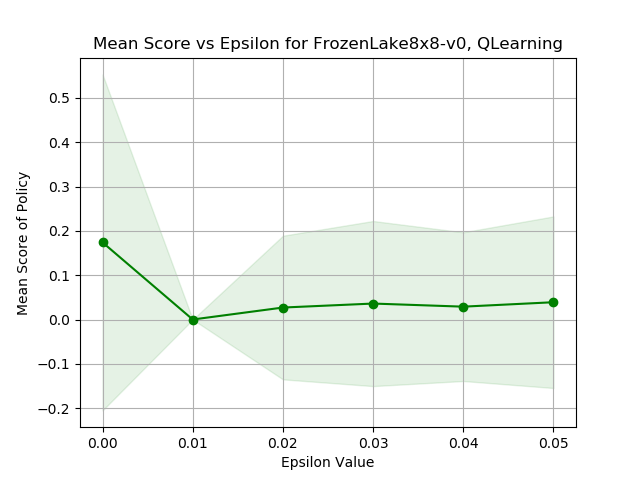 Mean Score vs Epsilon for FrozenLake8x8-v0, QLearning
0.5
0.4
0.3
0.2
0.1
0.0
−0.1
−0.2
Mean Score of Policy
0.00 0.01 0.02 0.03 0.04 0.05
Epsilon Value